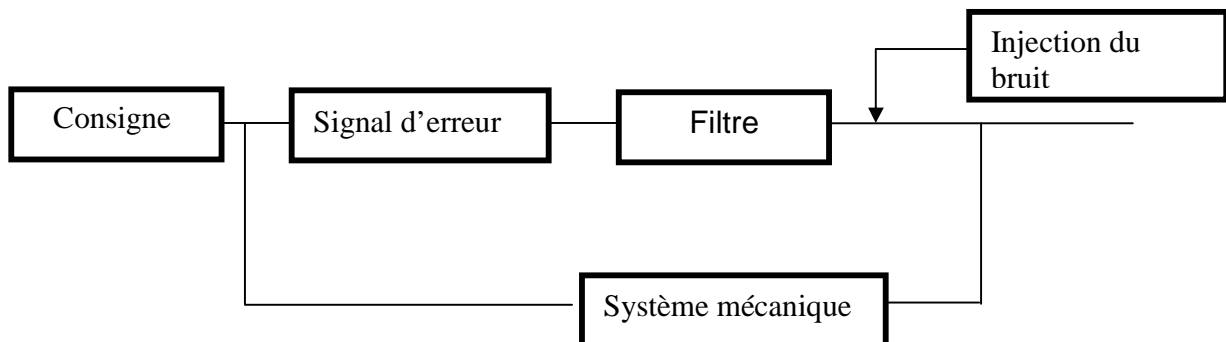 Injection du
bruit
Consigne
Signal d’erreur
Filtre
Système mécanique